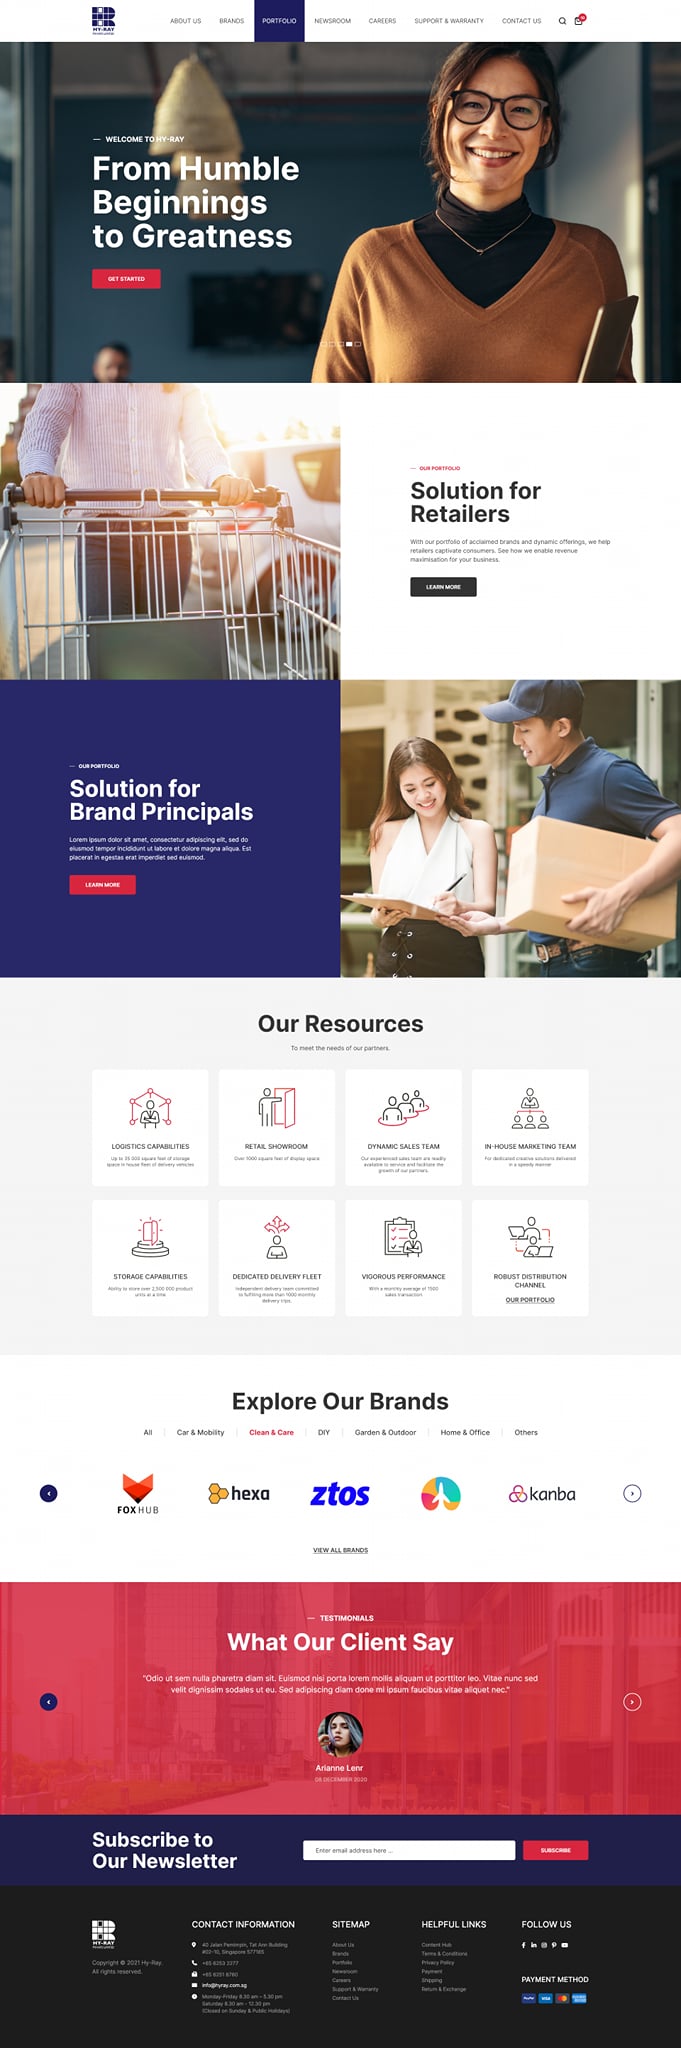 HY-RAY
ABOUT US
BRANDS
PORTFOLIO
NEWSROOM
CAREERS
SUPPORT & WARRANTY
CONTACT US
WELCOME TO HY-RAY
From Humble
Beginnings
to Greatness
GET STARTED
OUR PORTFOLIO
Solution for
Retailers
With our portfolio of acclaimed brands and dynamic offerings, we help
retailers captivate consumers. See how we enable revenue
maximisation for your business.
LEARN MORE
OUR PORTFOLIO
Solution for
Brand Principals
Lorem ipsum dolor sit amet, consectetur adipiscing elit, sed do
eiusmod tempor incididunt ut labore et dolore magna aliqua. Est
placerat in egestas erat imperdiet sed euismod.
LEARN MORE
Our Resources
To meet the needs of our partners.
LOGISTICS CAPABILITIES
Up to 35 000 square feet of storage
space in house fleet of delivery vehicles
RETAIL SHOWROOM
Over 1000 square feet of display space
DYNAMIC SALES TEAM
Our experienced sales team are readily
available to service and facilitate the
growth of our partners.
IN-HOUSE MARKETING TEAM
For dedicated creative solutions delivered
in a speedy manner
STORAGE CAPABILITIES
Ability to store over 2,500 000 product
units at a time.
DEDICATED DELIVERY FLEET
Independent delivery team committed
to fulfilling more than 1000 monthly
delivery trips.
VIGOROUS PERFORMANCE
With a monthly average of 1500
sales transaction.
ROBUST DISTRIBUTION
CHANNEL
OUR PORTFOLIO
Explore Our Brands
All
Car & Mobility
Clean & Care
DIY
Garden & Outdoor
Home & Office
Others
FOXHUB
hexa
ztos
kanba
VIEW ALL BRANDS
TESTIMONIALS
What Our Client Say
"Odio ut sem nulla pharetra diam sit. Euismod nisi porta lorem mollis aliquam ut porttitor leo. Vitae nunc sed
velit dignissim sodales ut eu. Sed adipiscing diam done mi ipsum faucibus vitae aliquet nec."
Arianne Lenr
08 DECEMBER 2020
Subscribe to
Our Newsletter
Enter email address here ...
SUBSCRIBE
HY-RAY
Copyright © 2021 Hy-Ray.
All rights reserved.
CONTACT INFORMATION
40 Jalan Pemimpin, Tat Ann Building
#02-10, Singapore 577185
+65 6253 2377
+65 6251 8760
info@hyray.com.sg
Monday-Friday 8.30 am – 5.30 pm
Saturday 8.30 am - 12.30 pm
(Closed on Sunday & Public Holidays)
SITEMAP
About Us
Brands
Portfolio
Newsroom
Careers
Support & Warranty
Contact Us
HELPFUL LINKS
Content Hub
Terms & Conditions
Privacy Policy
Payment
Shipping
Return & Exchange
FOLLOW US
PAYMENT METHOD
PayPal
VISA